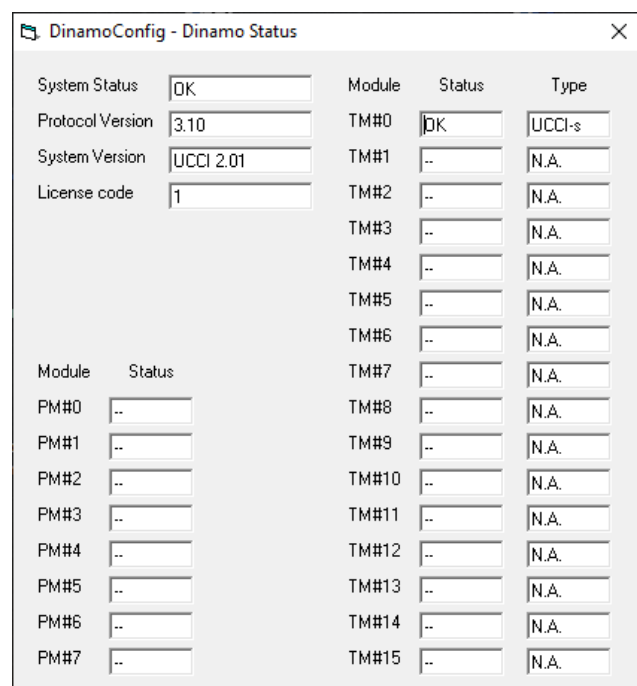 DinamoConfig - Dinamo Status
System Status OK
Protocol Version 3.10
System Version UCCI 2.01
License code 1
Module Status
PM#0 --
PM#1 --
PM#2 --
PM#3 --
PM#4 --
PM#5 --
PM#6 --
PM#7 --
Module Status Type
TM#0 OK UCCI-s
TM#1 -- N.A.
TM#2 -- N.A.
TM#3 -- N.A.
TM#4 -- N.A.
TM#5 -- N.A.
TM#6 -- N.A.
TM#7 -- N.A.
TM#8 -- N.A.
TM#9 -- N.A.
TM#10 -- N.A.
TM#11 -- N.A.
TM#12 -- N.A.
TM#13 -- N.A.
TM#14 -- N.A.
TM#15 -- N.A.